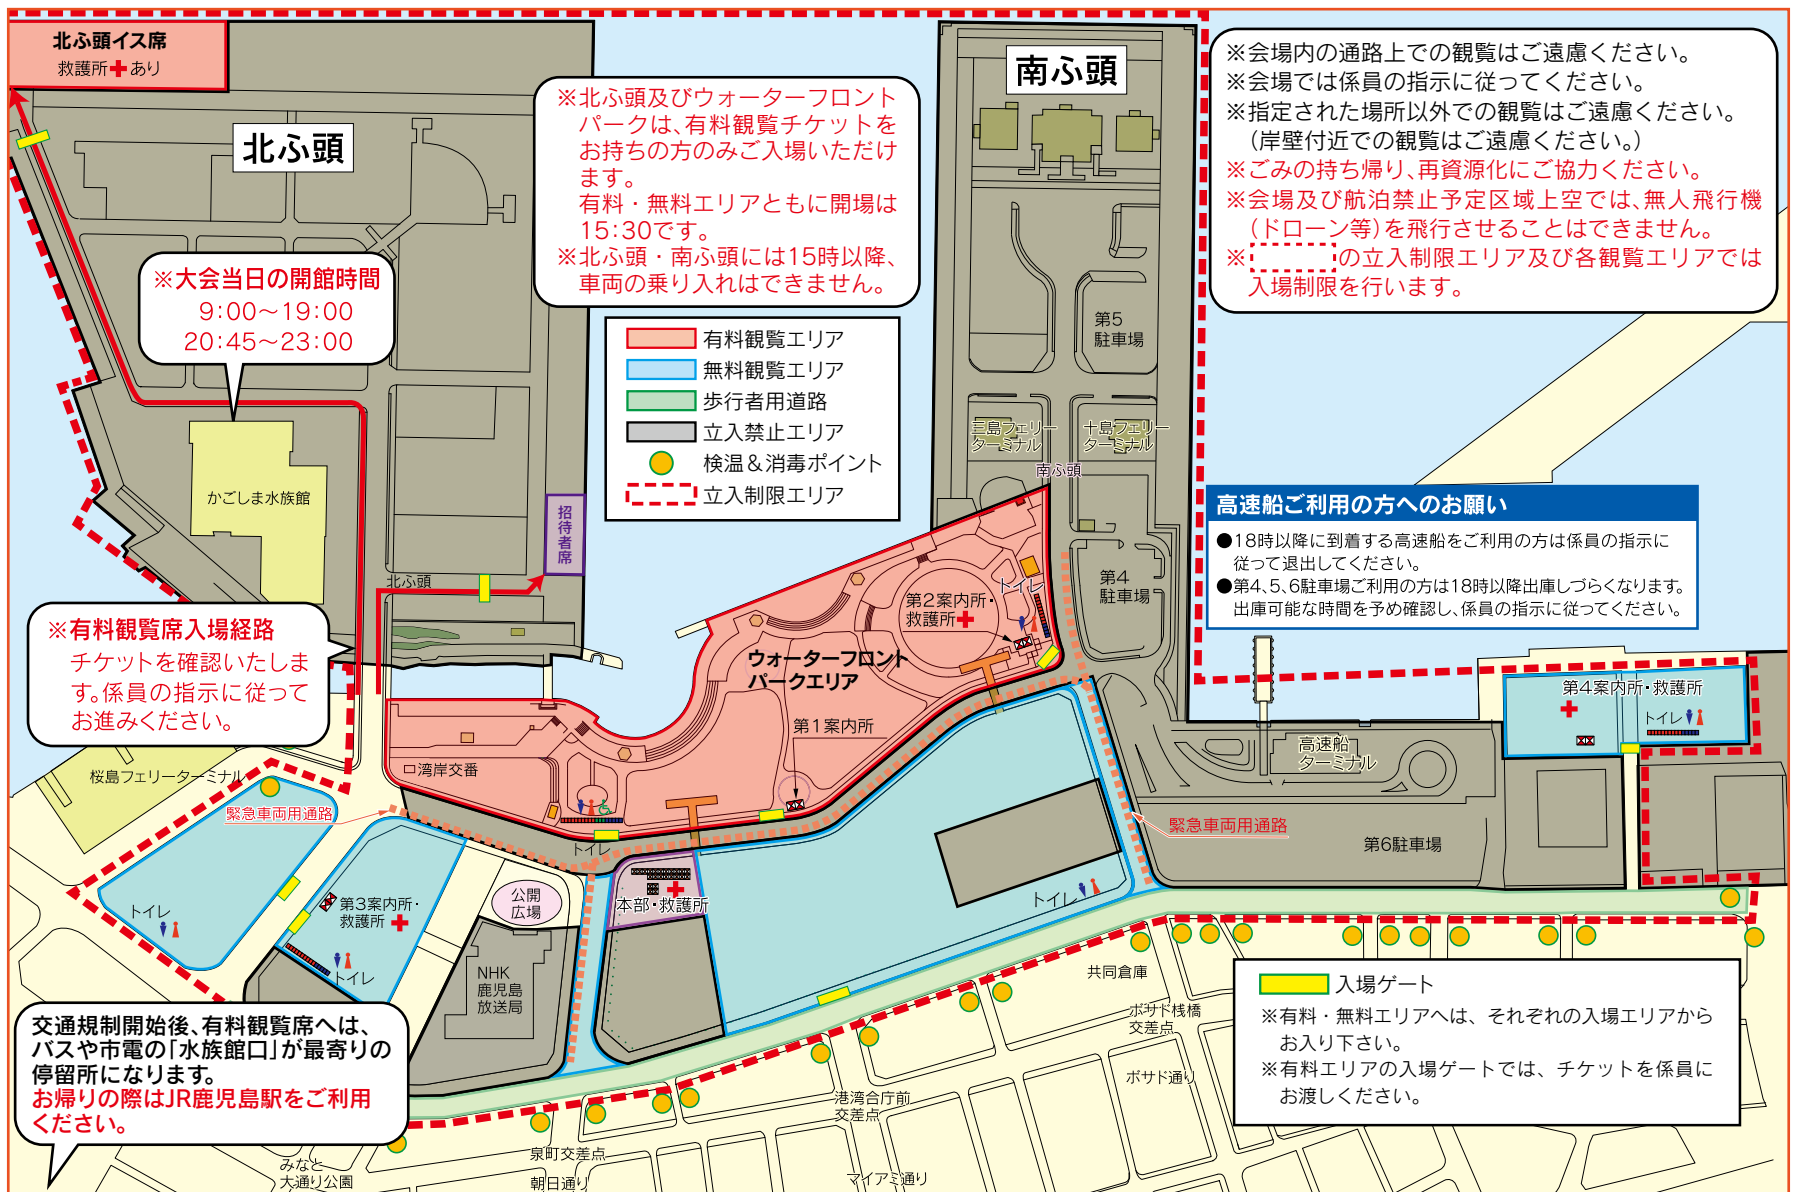 北ふ頭イス席
救護所✚あり
北ふ頭
※北ふ頭及びウォーターフロント
パークは、有料観覧チケットを
お持ちの方のみご入場いただけ
ます。
有料・無料エリアともに開場は
15:30です。
※北ふ頭・南ふ頭には15時以降、
車両の乗り入れはできません。
南ふ頭
※会場内の通路上での観覧はご遠慮ください。
※会場では係員の指示に従ってください。
※指定された場所以外での観覧はご遠慮ください。
(岸壁付近での観覧はご遠慮ください。)
※ごみの持ち帰り、再資源化にご協力ください。
※会場及び航泊禁止予定区域上空では、無人飛行機
(ドローン等)を飛行させることはできません。
※の立入制限エリア及び各観覧エリアでは
入場制限を行います。
※大会当日の開館時間
9:00〜19:00
20:45〜23:00
有料観覧エリア
無料観覧エリア
歩行者用道路
立入禁止エリア
検温&消毒ポイント
立入制限エリア
第5
駐車場
三島フェリー
ターミナル
十島フェリー
ターミナル
南ふ頭
かごしま水族館
招待者席
北ふ頭
高速船ご利用の方へのお願い
●18時以降に到着する高速船をご利用の方は係員の指示に
従って退出してください。
●第4、5、6駐車場ご利用の方は18時以降出庫しづらくなります。
出庫可能な時間を予め確認し、係員の指示に従ってください。
※有料観覧席入場経路
チケットを確認いたしま
す。係員の指示に従って
お進みください。
第2案内所・
救護所✚
トイレ
第4
駐車場
ウォーターフロント
パークエリア
第1案内所
第4案内所・救護所
トイレ
高速船
ターミナル
湾岸交番
桜島フェリーターミナル
緊急車両用通路
緊急車両用通路
第6駐車場
トイレ
トイレ
第3案内所・
救護所✚
トイレ
公開
広場
本部・救護所
トイレ
NHK
鹿児島
放送局
共同倉庫
ボサド桟橋
交差点
ボサド通り
入場ゲート
※有料・無料エリアへは、それぞれの入場エリアから
お入り下さい。
※有料エリアの入場ゲートでは、チケットを係員に
お渡しください。
交通規制開始後、有料観覧席へは、
バスや市電の「水族館口」が最寄りの
停留所になります。
お帰りの際はJR鹿児島駅をご利用
ください。
港湾合庁前
交差点
泉町交差点
朝日通り
みなと
大通り公園
マイアミ通り